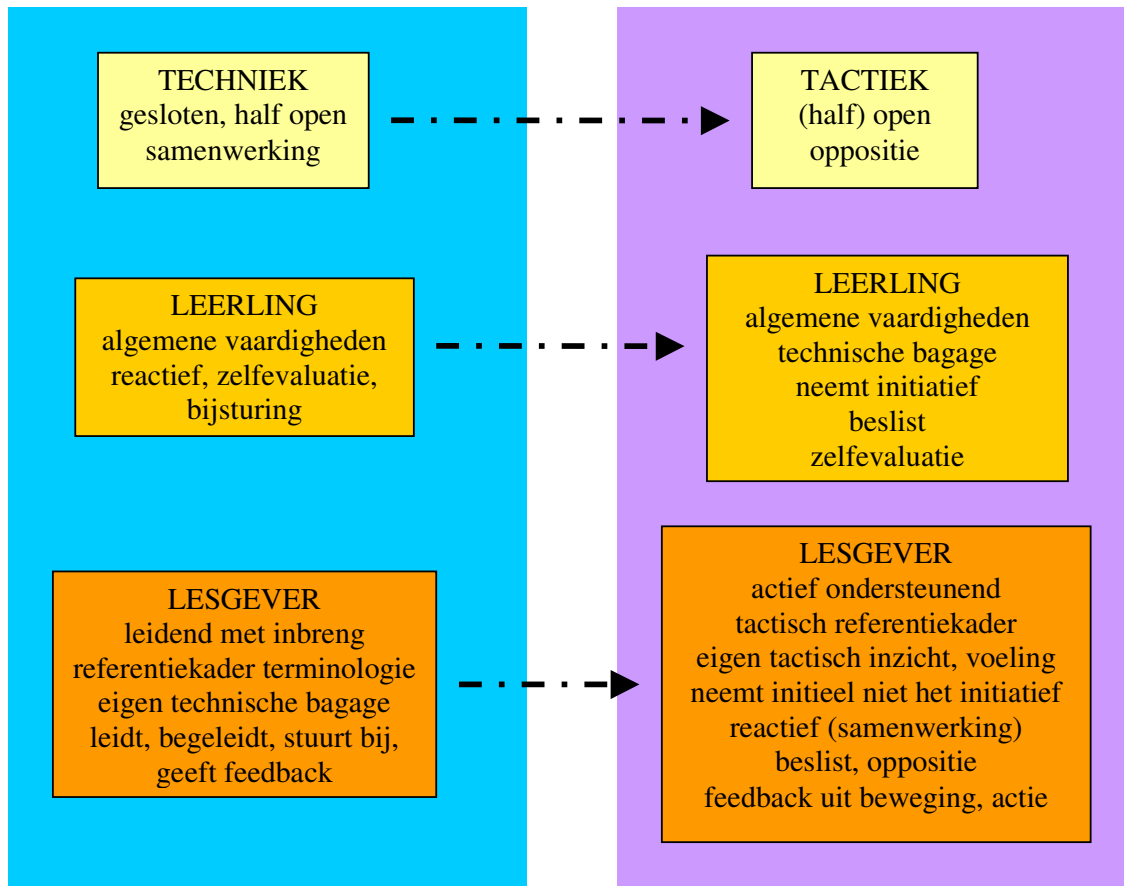 TECHNIEK
gesloten, half open
samenwerking
TACTIEK
(half) open
oppositie
LEERLING
algemene vaardigheden
reactief, zelfevaluatie,
bijsturing
LEERLING
algemene vaardigheden
technische bagage
neemt initiatief
beslist
zelfevaluatie
LESGEVER
leidend met inbreng
referentiekader terminologie
eigen technische bagage
leidt, begeleidt, stuurt bij,
geeft feedback
LESGEVER
actief ondersteunend
tactisch referentiekader
eigen tactisch inzicht, voeling
neemt initieel niet het initiatief
reactief (samenwerking)
beslist, oppositie
feedback uit beweging, actie